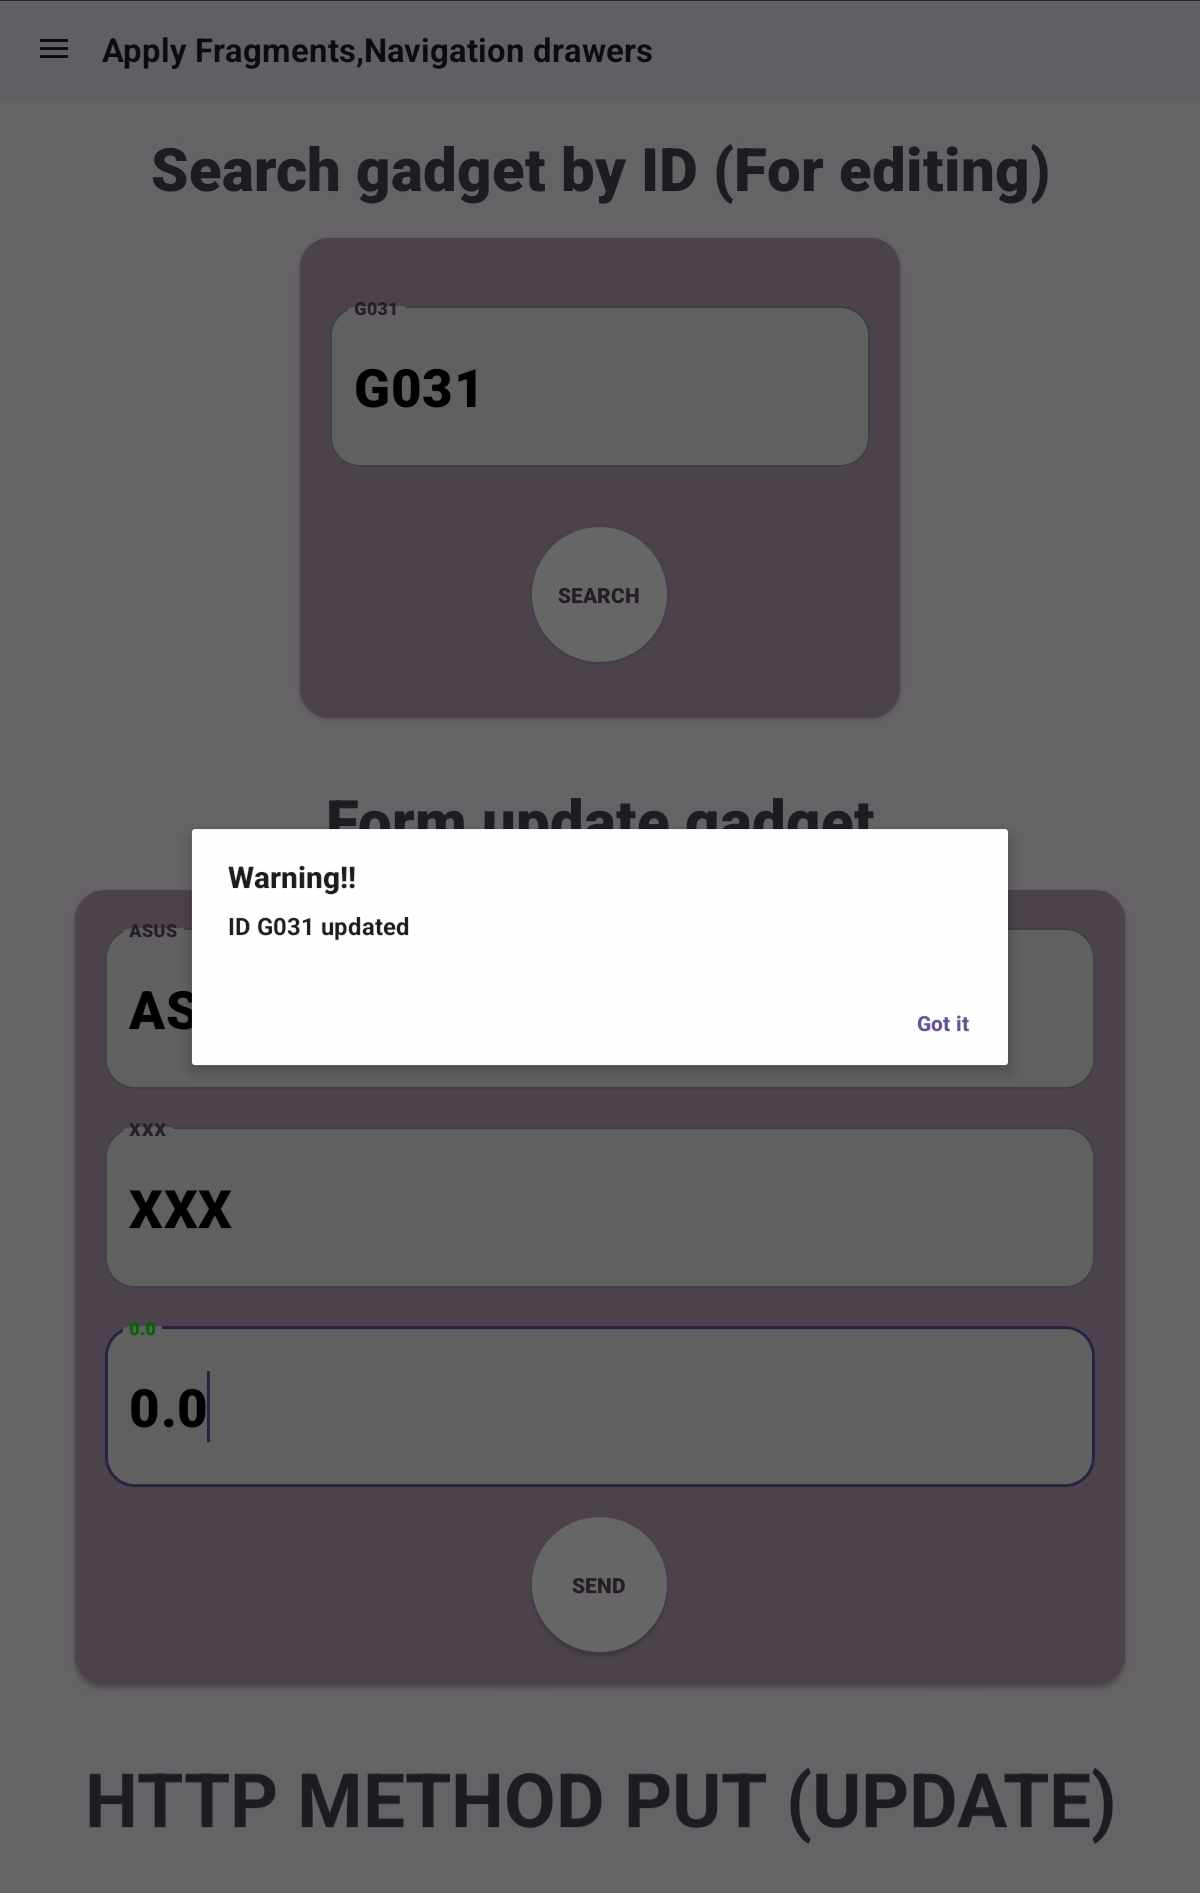 Apply Fragments,Navigation drawers
Search gadget by ID (For editing)
G031
G031
SEARCH
Form update gadget
Warning!!
ID G031 updated
Got it
ASUS
AS
XXX
XXX
0.0
0.0
SEND
HTTP METHOD PUT (UPDATE)